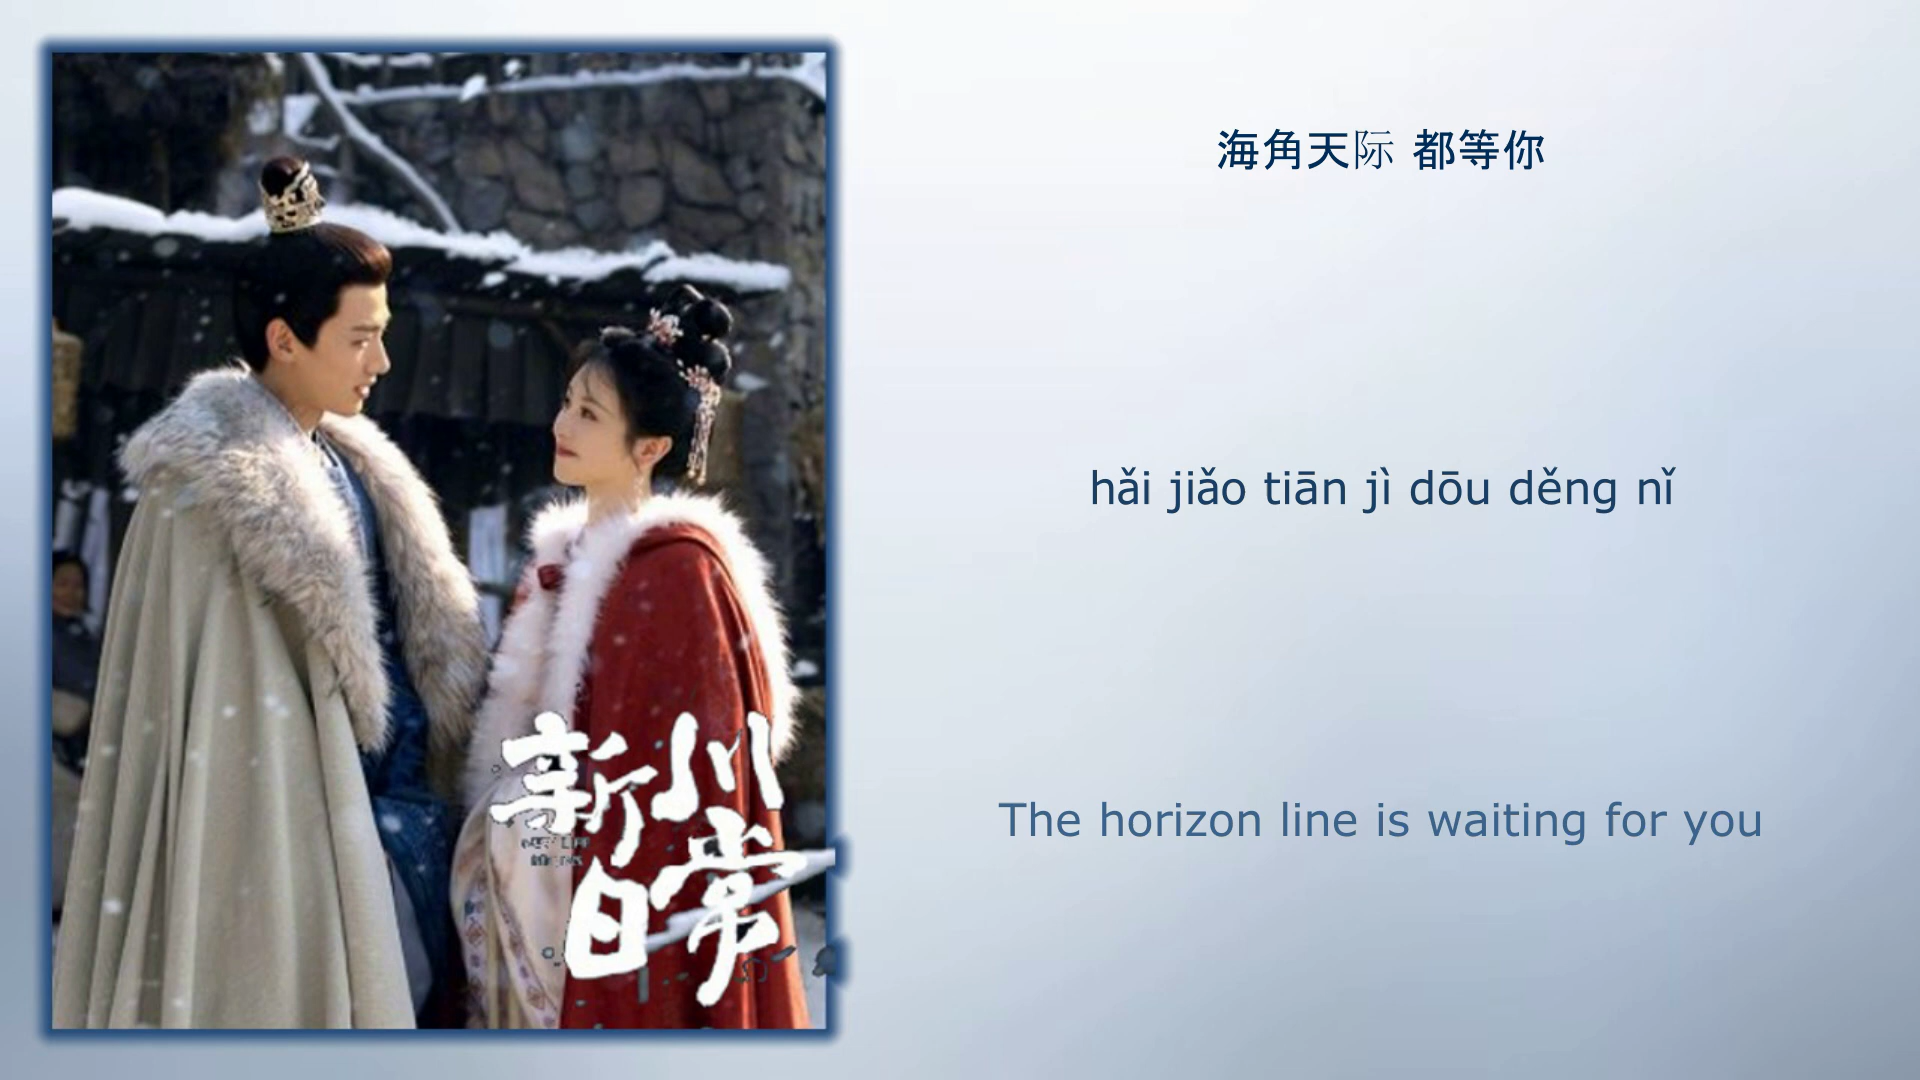 海角天际 都等你
hǎi jiǎo tiān jì dōu děng nǐ
The horizon line is waiting for you
新川
日常